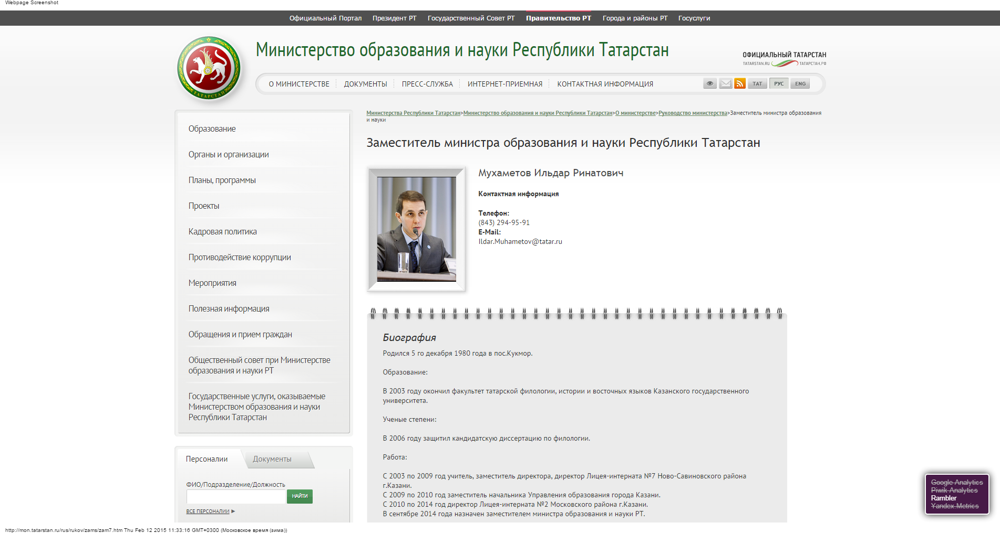 Webpage Screenshot
Официальный Портал Президент РТ Государственный Совет РТ Правительство РТ Города и районы РТ Госуслуги
Министерство образования и науки Республики Татарстан
ОФИЦИАЛЬНЫЙ ТАТАРСТАН
TATARSTAN.RU ТАТАРСТАН.РФ
ТАТАРСТАН
О МИНИСТЕРСТВЕ ДОКУМЕНТЫ ПРЕСС-СЛУЖБА ИНТЕРНЕТ-ПРИЕМНАЯ КОНТАКТНАЯ ИНФОРМАЦИЯ
ТАТ РУС ENG
Образование
Органы и организации
Планы, программы
Проекты
Кадровая политика
Противодействие коррупции
Мероприятия
Полезная информация
Обращения и прием граждан
Общественный совет при Министерстве
образования и науки РТ
Государственные услуги, оказываемые
Министерством образования и науки
Республики Татарстан
Персоналии Документы
ФИО/Подразделение/Должность
НАЙТИ
ВСЕ ПЕРСОНАЛИИ
Министерства Республики Татарстан>Министерство образования и науки Республики Татарстан>О министерстве>Руководство министерства>Заместитель министра образования
и науки
Заместитель министра образования и науки Республики Татарстан
Мухаметов Ильдар Ринатович
Контактная информация
Телефон:
(843) 294-95-91
E-Mail:
Ildar.Muhametov@tatar.ru
Биография
Родился 5 го декабря 1980 года в пос.Кукмор.
Образование:
В 2003 году окончил факультет татарской филологии, истории и восточных языков Казанского государственного
университета.
Ученые степени:
В 2006 году защитил кандидатскую диссертацию по филологии.
Работа:
С 2003 по 2009 год учитель, заместитель директора, директор Лицея-интерната №7 Ново-Савиновского района
г.Казани.
С 2009 по 2010 год заместитель начальника Управления образования города Казани.
С 2010 по 2014 год директор Лицея-интерната №2 Московского района г.Казани.
В сентябре 2014 года назначен заместителем министра образования и науки РТ.
Google Analytics
Piwik Analytics
Rambler
Yandex.Metrics
http://mon.tatarstan.ru/rus/rukov/zams/zam7.htm Thu Feb 12 2015 11:33:16 GMT+0300 (Московское время (зима))